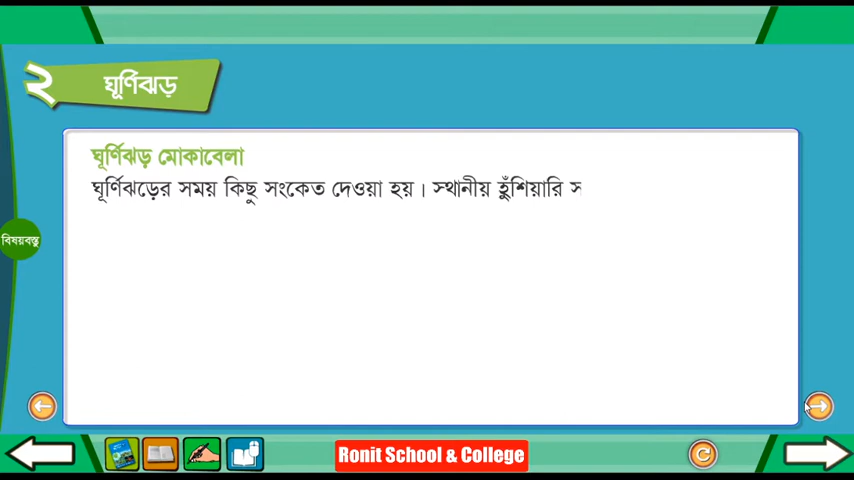 ২
ঘূর্ণিঝড়
ঘূর্ণিঝড় মোকাবেলা
ঘূর্ণিঝড়ের সময় কিছু সংকেত দেওয়া হয়। স্থানীয় হুঁশিয়ারি স
বিষয়বস্তু
Ronit School & College